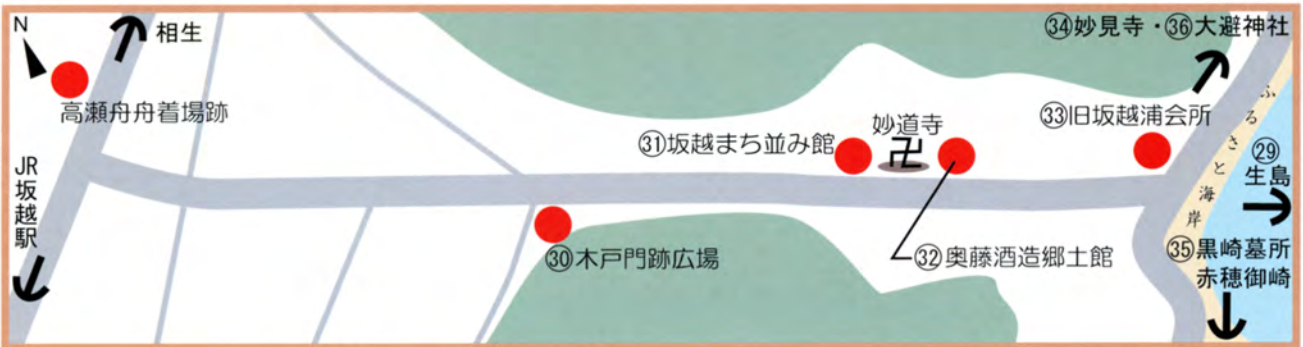 N
相生
高瀬舟舟着場跡
JR坂越駅
㉛坂越まち並み館
妙道寺
㉚木戸門跡広場
㉜奥藤酒造郷土館
㉞妙見寺・㊱大避神社
㉝旧坂越浦会所
ふるさと海岸
㉙
生島
㉟黒崎墓所
赤穂御崎